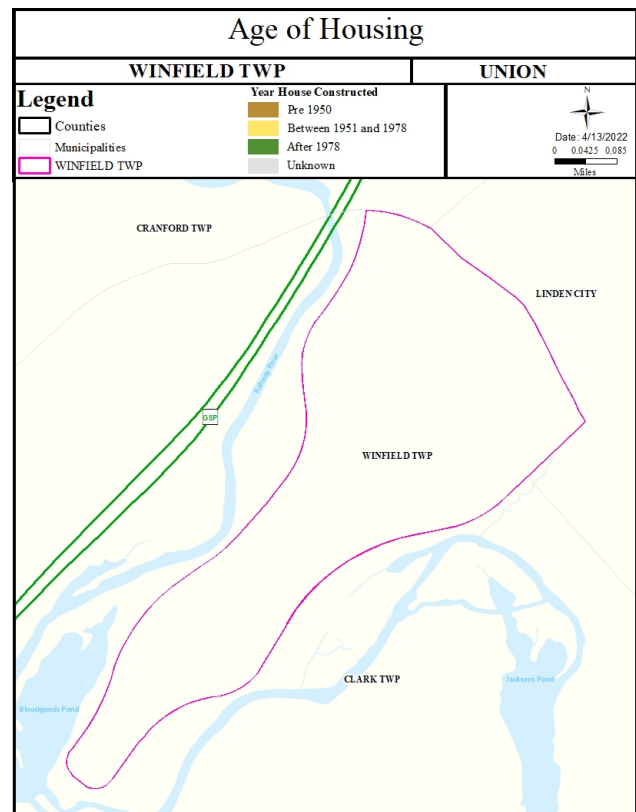 Age of Housing
WINFIELD TWP
UNION
Legend
Counties
Municipalities
WINFIELD TWP
Year House Constructed
Pre 1950
Between 1951 and 1978
After 1978
Unknown
N
Date: 4/13/2022
0 0.0425 0.085
Miles
CRANFORD TWP
LINDEN CITY
Rahway River
GSP
WINFIELD TWP
CLARK TWP
Jacksons Pond
Bloodgoods Pond